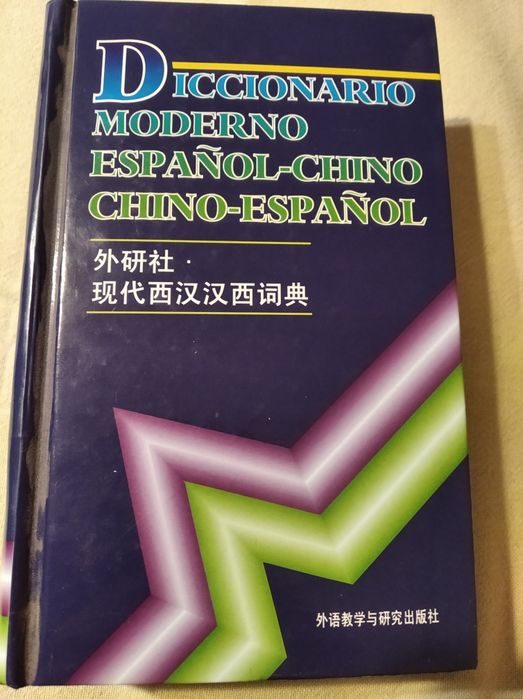 DICCIONARIO
MODERNO
ESPAÑOL-CHINO
CHINO-ESPAÑOL
外研社·
现代西汉汉西词典
外语教学与研究出版社